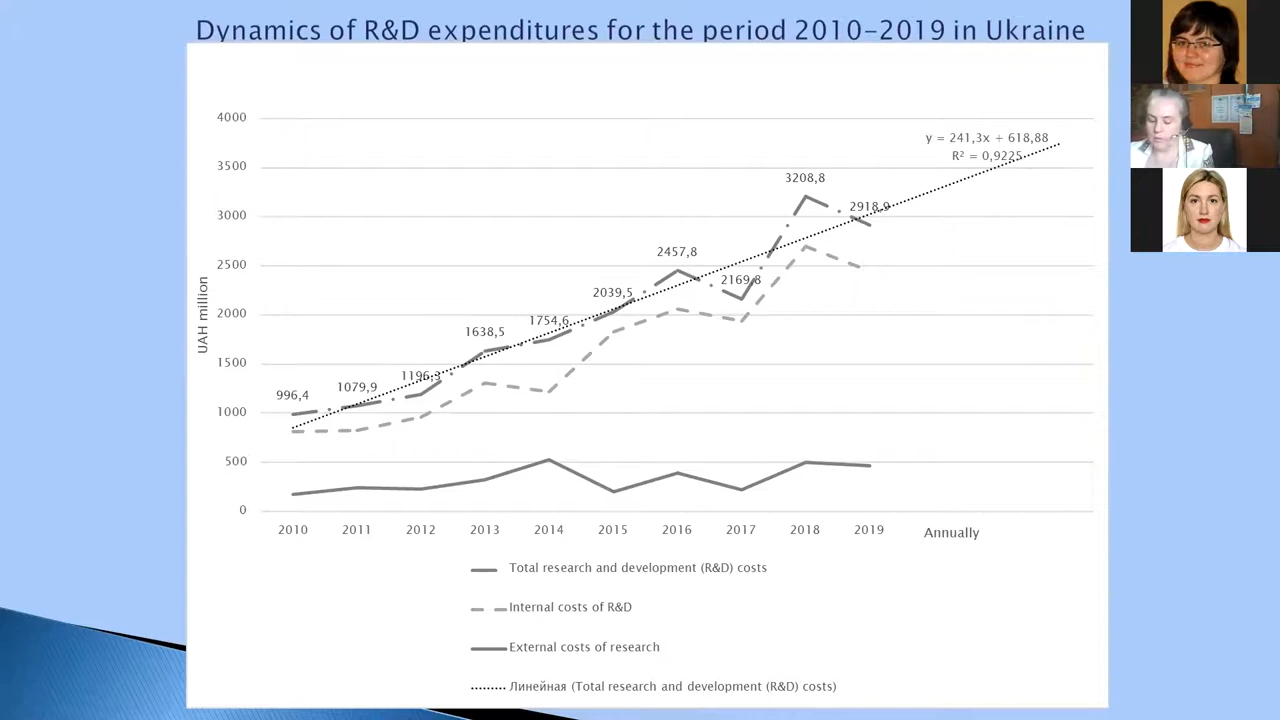 Dynamics of R&D expenditures for the period 2010-2019 in Ukraine
4000
3500
3000
2500
2000
1500
1000
500
0
UAH million
y = 241,3x + 618,88
R² = 0,9225
996,4
1079,9
1196,3
1638,5
1754,6
2039,5
2457,8
2169,8
3208,8
2918,9
2010 2011 2012 2013 2014 2015 2016 2017 2018 2019 Annually
Total research and development (R&D) costs
Internal costs of R&D
External costs of research
Линейная (Total research and development (R&D) costs)